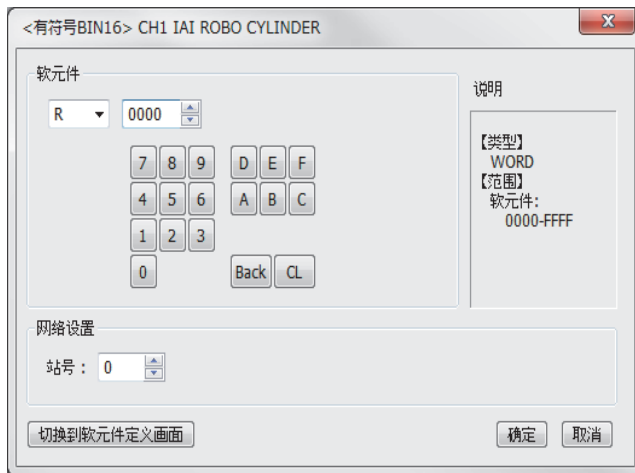 <有符号BIN16> CH1 IAI ROBO CYLINDER
软元件
R 0000
7 8 9 D E F
4 5 6 A B C
1 2 3
0 Back CL
说明
【类型】
WORD
【范围】
软元件:
0000-FFFF
网络设置
站号： 0
切换到软元件定义画面 确定 取消